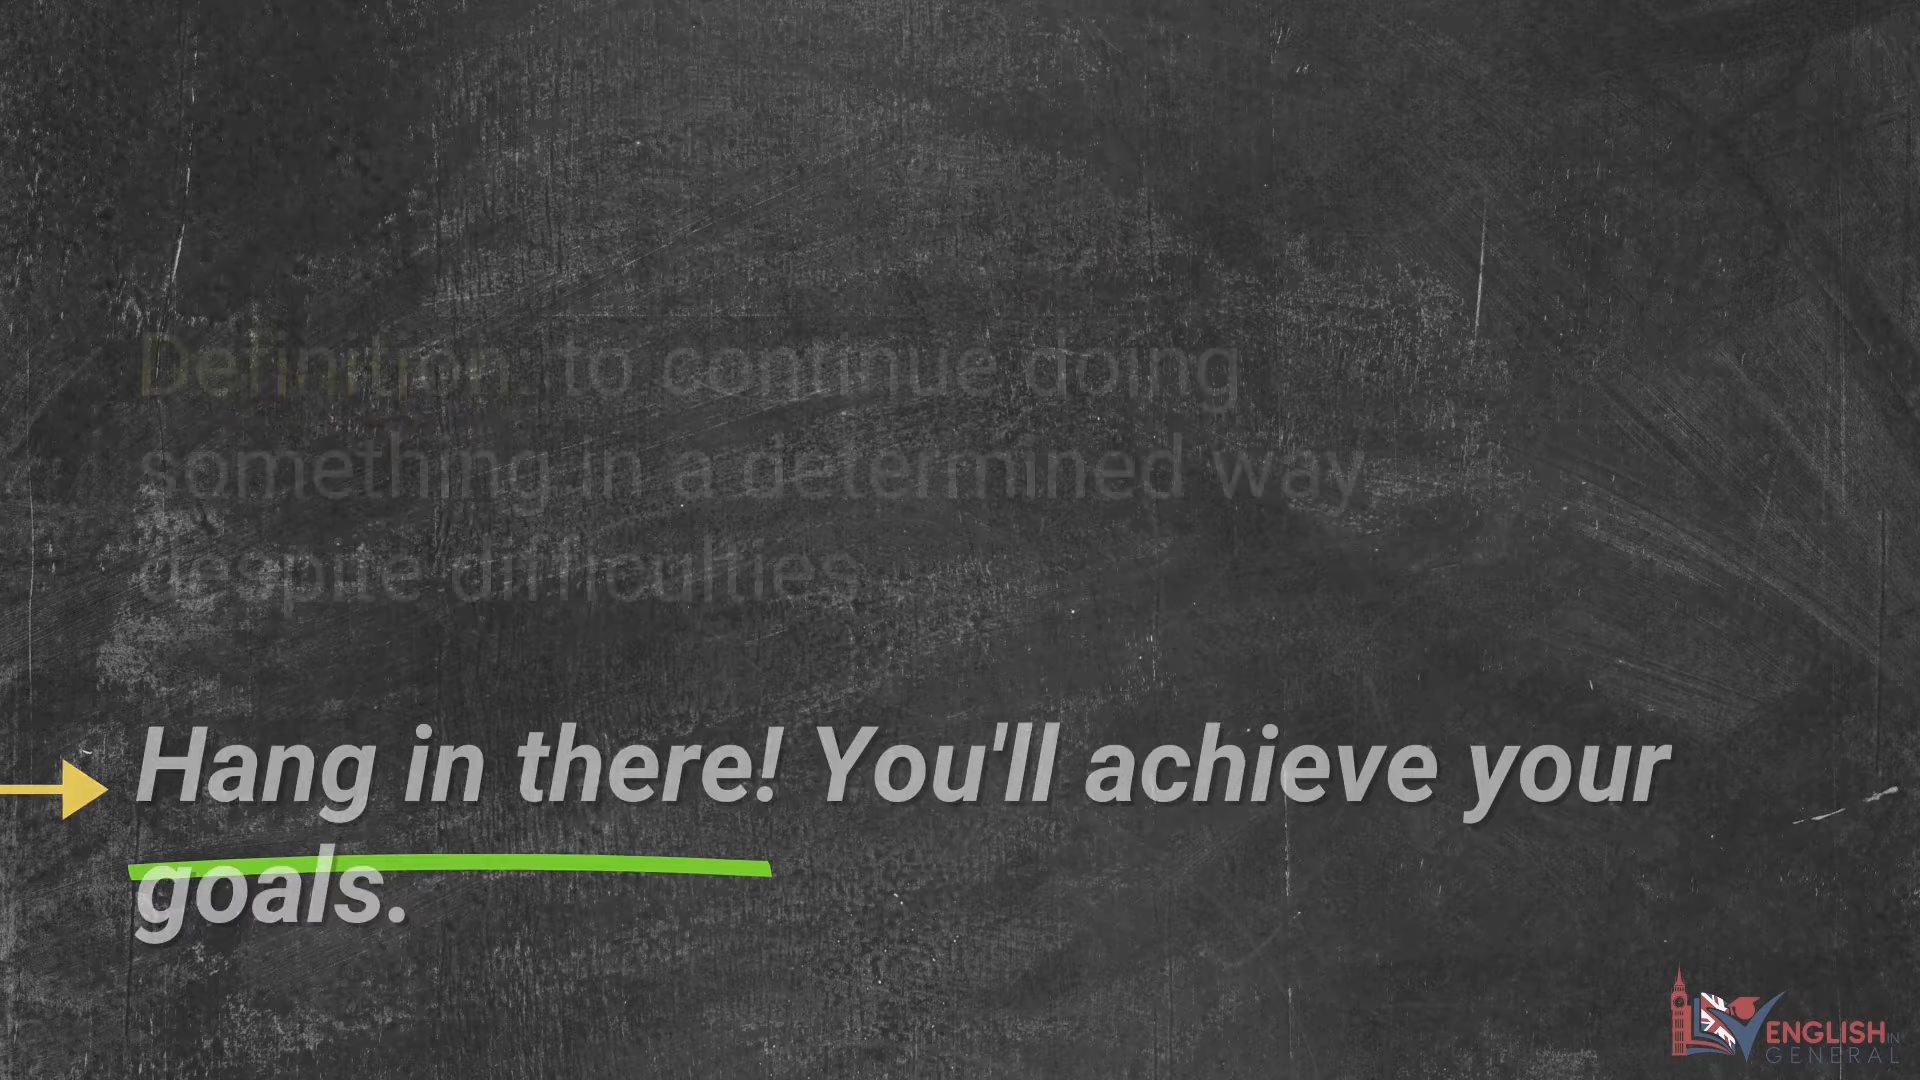 Definition: to continue doing
something in a determined way
despite difficulties
Hang in there! You'll achieve your
goals.
ENGLISH IN
GENERAL